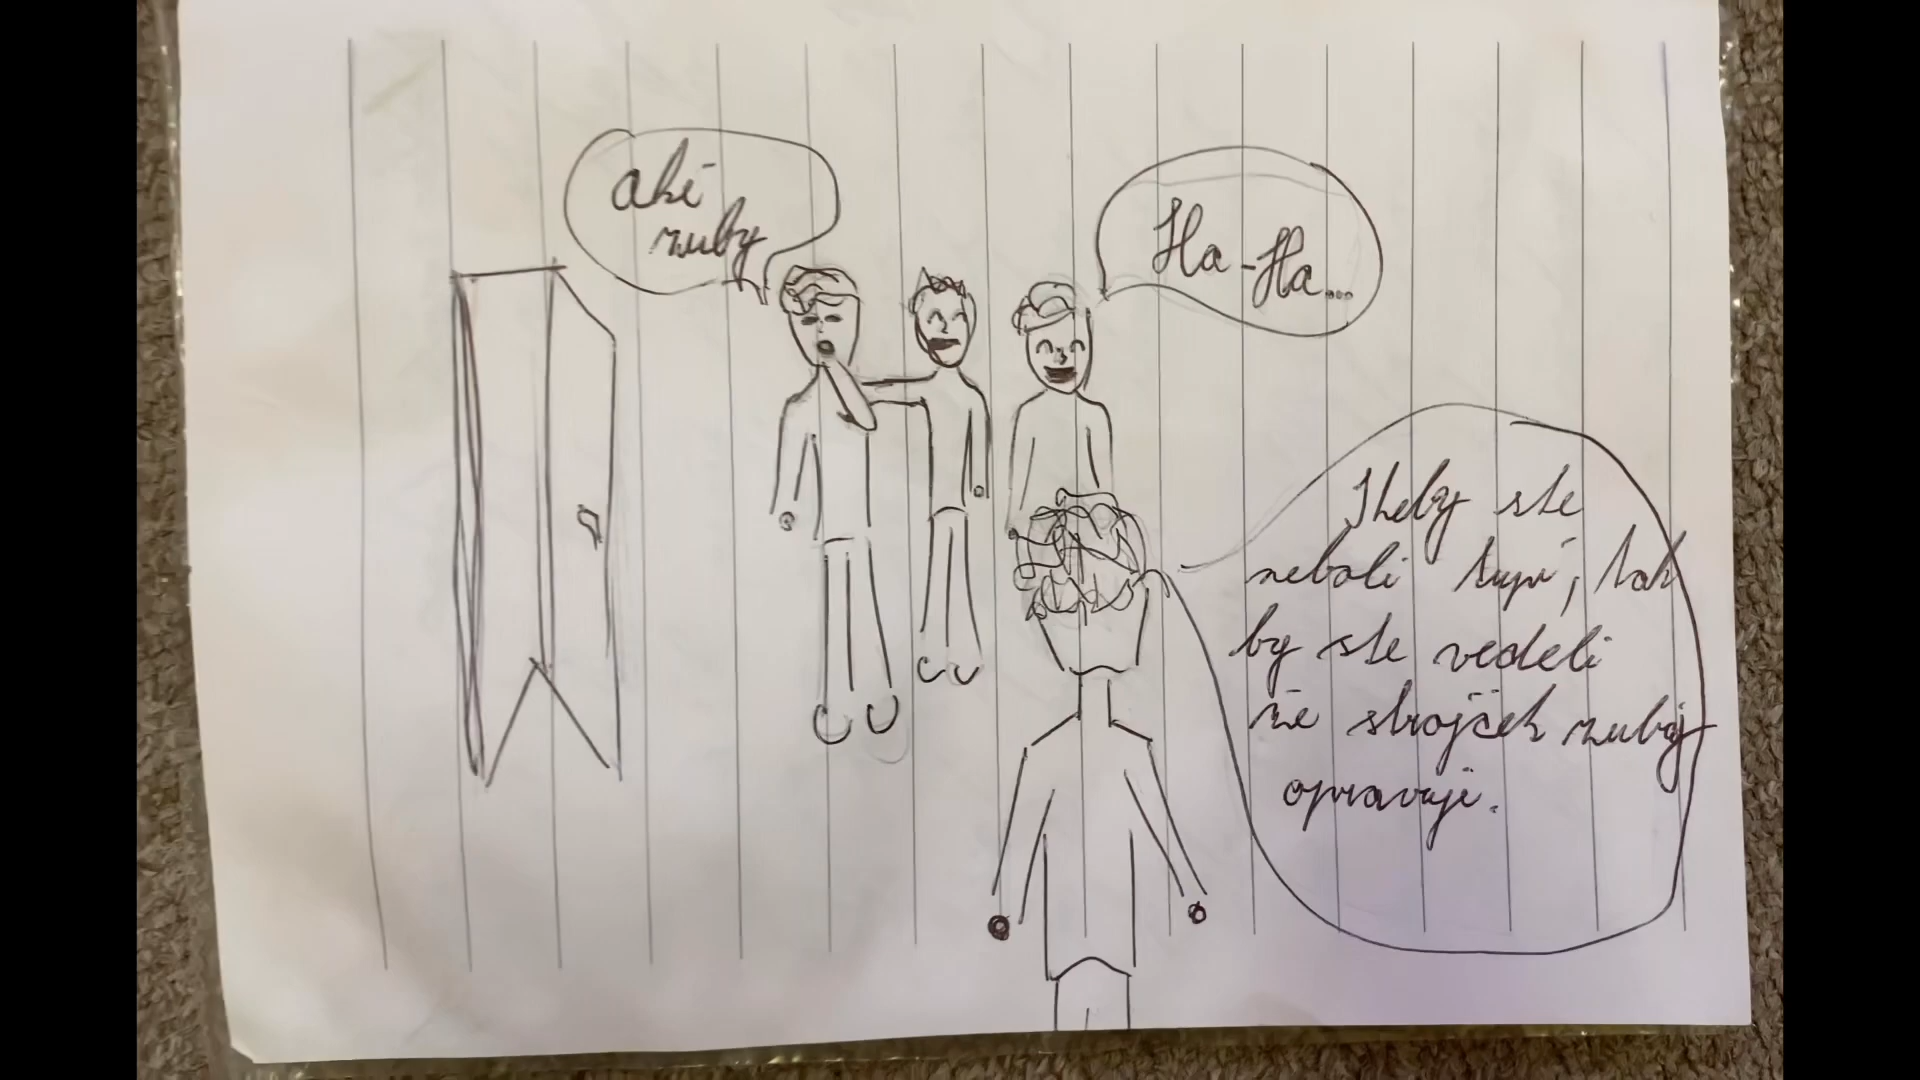 aké
zuby
Ha-Ha...
Keby ste
neboli tupí, tak
by ste vedeli
že strojček zuby
opravuje.